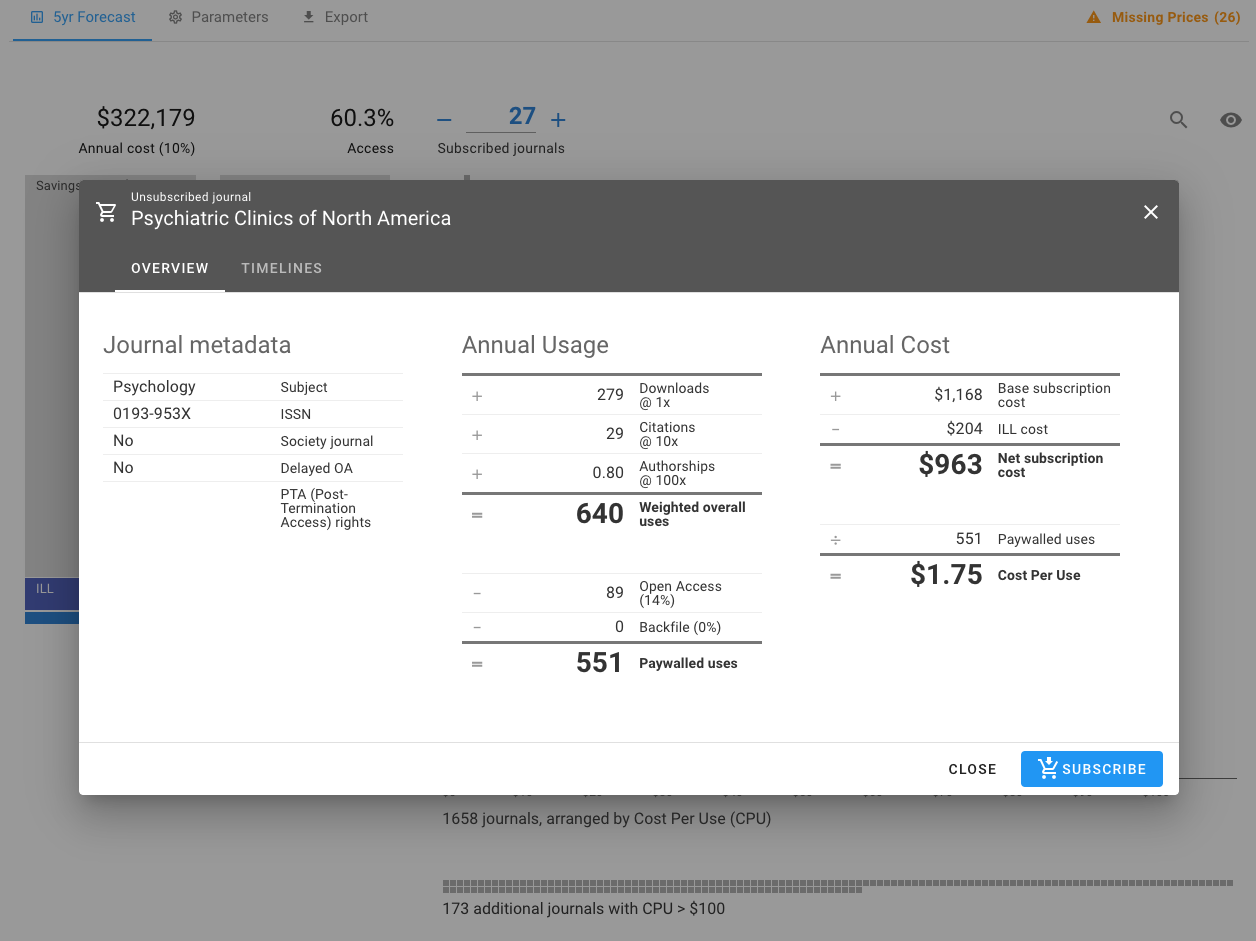 5yr Forecast Parameters Export Missing Prices (26)
$322,179 60.3% − 27 +
Annual cost (10%) Access Subscribed journals
Savings
Unsubscribed journal
Psychiatric Clinics of North America
OVERVIEW TIMELINES
Journal metadata
Psychology Subject
0193-953X ISSN
No Society journal
No Delayed OA
PTA (Post-
Termination
Access) rights
Annual Usage
+ 279 Downloads
@ 1x
+ 29 Citations
@ 10x
+ 0.80 Authorships
@ 100x
= 640 Weighted overall
uses
− 89 Open Access
(14%)
− 0 Backfile (0%)
= 551 Paywalled uses
Annual Cost
+ $1,168 Base subscription
cost
− $204 ILL cost
= $963 Net subscription
cost
÷ 551 Paywalled uses
= $1.75 Cost Per Use
ILL
CLOSE SUBSCRIBE
1658 journals, arranged by Cost Per Use (CPU)
173 additional journals with CPU > $100